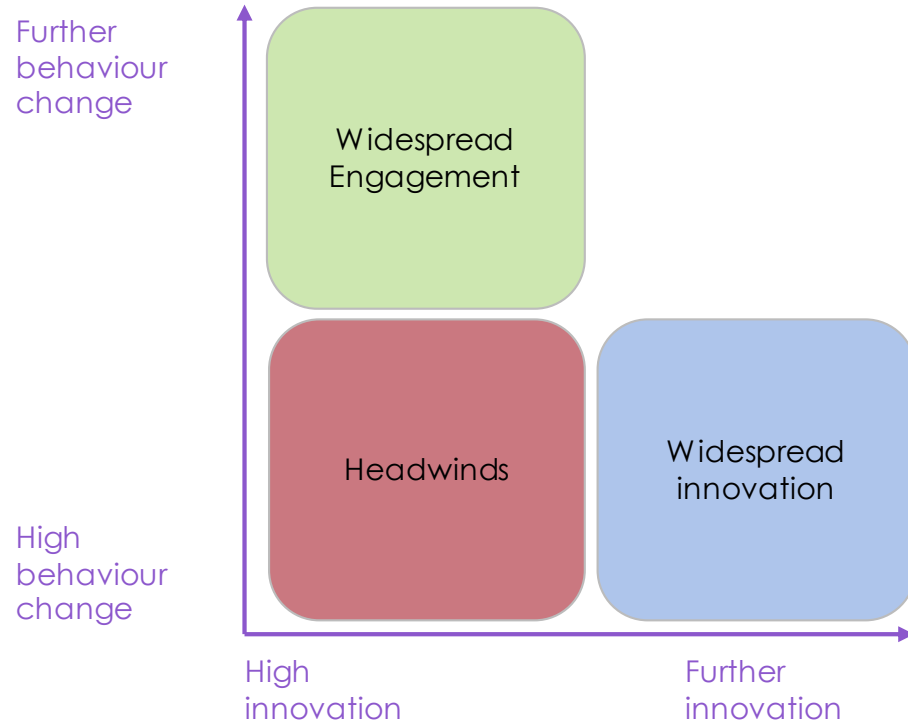 Further
behaviour
change
Widespread
Engagement
Headwinds
Widespread
innovation
High
behaviour
change
High
innovation
Further
innovation